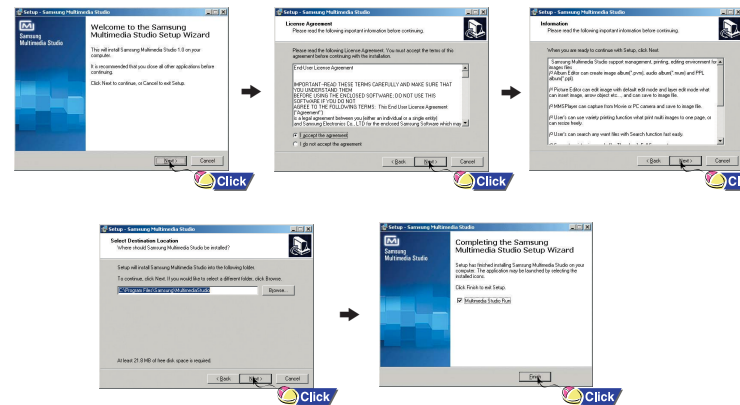 Setup - Samsung Multimedia Studio
Samsung
Multimedia Studio
Welcome to the Samsung
Multimedia Studio Setup Wizard
This will install Samsung Multimedia Studio 1.0 on your
computer.
It is recommended that you close all other applications before
continuing.
Click Next to continue, or Cancel to exit Setup.
Next >
Cancel
Click
Setup - Samsung Multimedia Studio
License Agreement
Please read the following important information before continuing.
Please read the following License Agreement. You must accept the terms of this
agreement before continuing with the installation.
End-User License Agreement
IMPORTANT-READ THESE TERMS CAREFULLY AND MAKE SURE THAT
YOU UNDERSTAND THEM
BEFORE USING THE ENCLOSED SOFTWARE: DO NOT USE THIS
SOFTWARE IF YOU DO NOT
AGREE TO THE FOLLOWING TERMS: This End User License Agreement
("Agreement")
is a legal agreement between you (either an individual or a single entity)
and Samsung Electronics Co., LTD for the enclosed Samsung Software which may
I accept the agreement
I do not accept the agreement
< Back
Next >
Cancel
Click
Setup - Samsung Multimedia Studio
Information
Please read the following important information before continuing.
When you are ready to continue with Setup, click Next.
Samsung Multimedia Studio support management, printing, editing environment for
images files
Album Editor can create image album(*.pvm), audio album(*.mum) and PPL
album(*.ppl)
Picture Editor can edit image with default edit mode and layer edit mode what
can insert image, arrow object etc..., and can save to image file.
MMSPlayer can capture from Movie or PC camera and save to image file.
User's can use variety printing function what print multi images to one page, or
can resize freely.
User's can search any want files with Search function fast easily.
< Back
Next >
Cancel
Cl
Setup - Samsung Multimedia Studio
Select Destination Location
Where should Samsung Multimedia Studio be installed?
Setup will install Samsung Multimedia Studio into the following folder.
To continue, click Next. If you would like to select a different folder, click Browse.
C:\Program Files\Samsung\MultimediaStudio
Browse...
At least 21.8 MB of free disk space is required.
< Back
Next >
Cancel
Click
Setup - Samsung Multimedia Studio
Samsung
Multimedia Studio
Completing the Samsung
Multimedia Studio Setup Wizard
Setup has finished installing Samsung Multimedia Studio on your
computer. The application may be launched by selecting the
installed icons.
Click Finish to exit Setup.
Multimedia Studio Run
Finish
Click